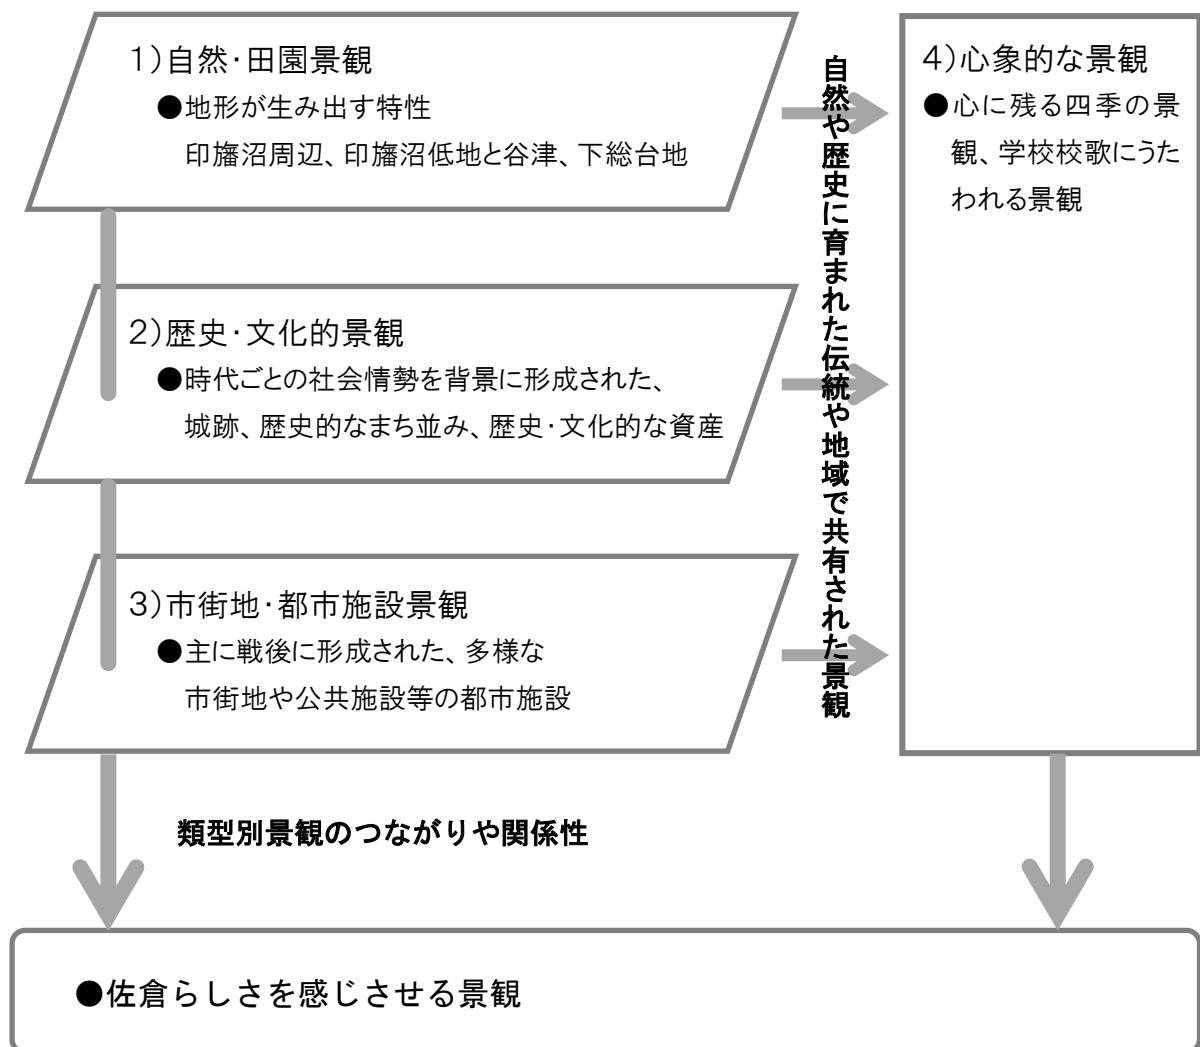 1)自然･田園景観
●地形が生み出す特性
印旛沼周辺、印旛沼低地と谷津、下総台地
2)歴史･文化的景観
●時代ごとの社会情勢を背景に形成された、
城跡、歴史的なまち並み、歴史･文化的な資産
3)市街地･都市施設景観
●主に戦後に形成された、多様な
市街地や公共施設等の都市施設
自然や歴史に育まれた伝統や地域で共有された景観
4)心象的な景観
●心に残る四季の景
観、学校校歌にうた
われる景観
類型別景観のつながりや関係性
●佐倉らしさを感じさせる景観